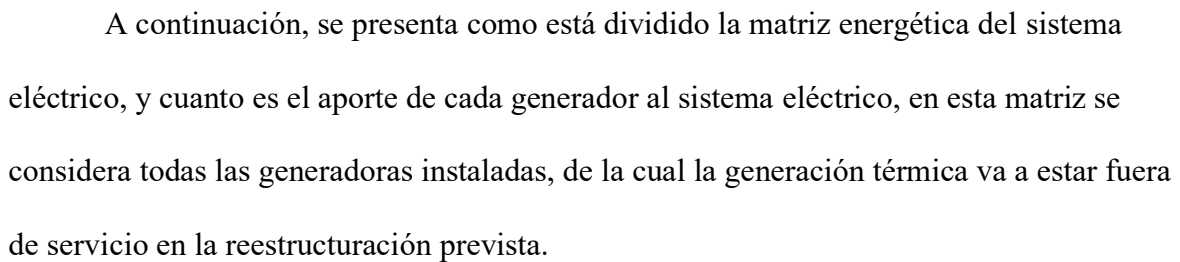 A continuación, se presenta como está dividido la matriz energética del sistema
eléctrico, y cuanto es el aporte de cada generador al sistema eléctrico, en esta matriz se
considera todas las generadoras instaladas, de la cual la generación térmica va a estar fuera
de servicio en la reestructuración prevista.